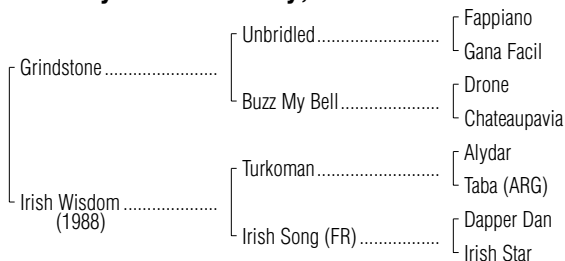 Fappiano
Unbridled
Gana Facil
Grindstone
Drone
Buzz My Bell
Chateaupavia
Alydar
Turkoman
Taba (ARG)
Irish Wisdom
(1988)
Dapper Dan
Irish Song (FR)
Irish Star